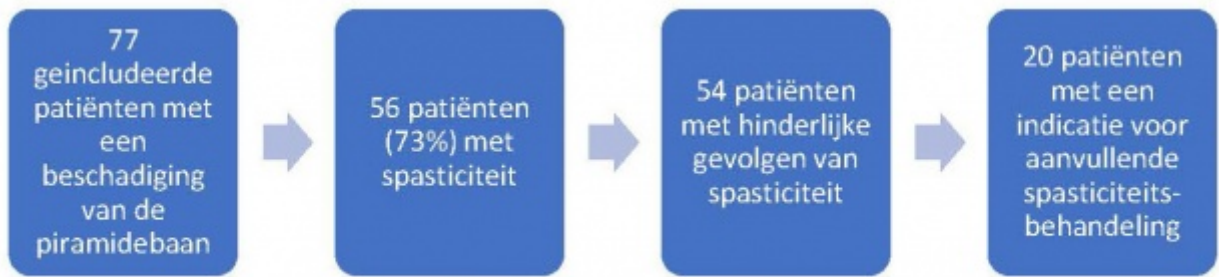 77
geincludeerde
patiënten met
een
beschadiging
van de
piramidebaan
56 patiënten
(73%) met
spasticiteit
54 patiënten
met hinderlijke
gevolgen van
spasticiteit
20 patiënten
met een
indicatie voor
aanvullende
spasticiteits-
behandeling